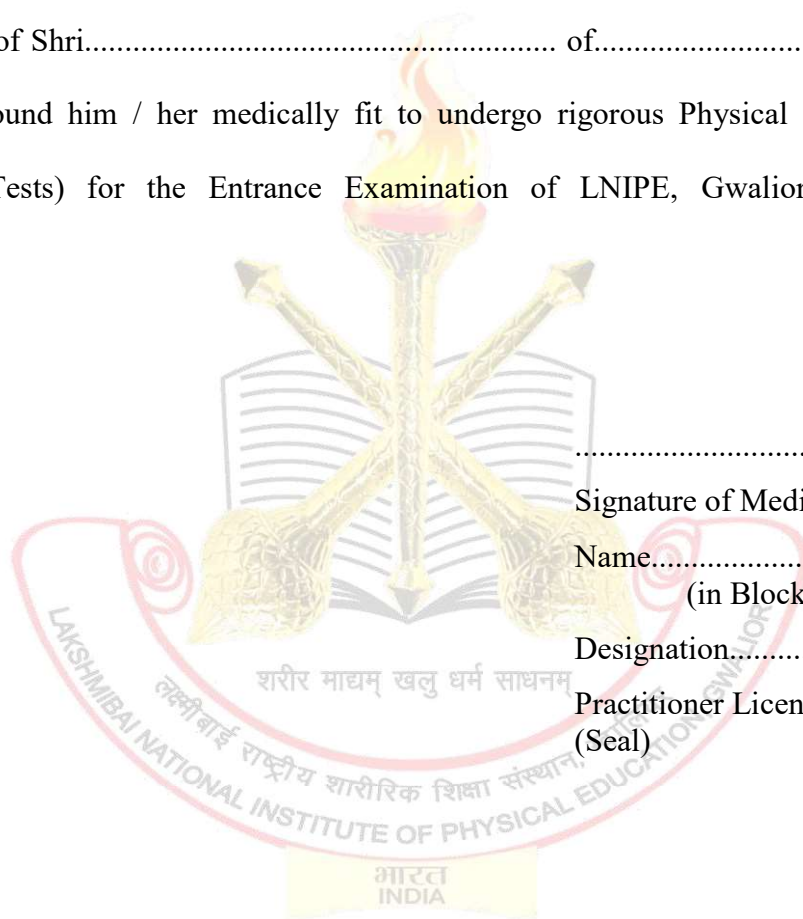 of Shri........................................................... of..........................
ound him / her medically fit to undergo rigorous Physical
Tests) for the Entrance Examination of LNIPE, Gwalior
.............................
Signature of Medi
Name...................
(in Block
Designation.........
Practitioner Licen
(Seal)
शरीर माद्यम् खलु धर्म साधनम्
लक्ष्मीबाई राष्ट्रीय शारीरिक शिक्षा संस्थान,
LAKSHMIBAI NATIONAL INSTITUTE OF PHYSICAL EDUCATION, GWALIOR
भारत
INDIA